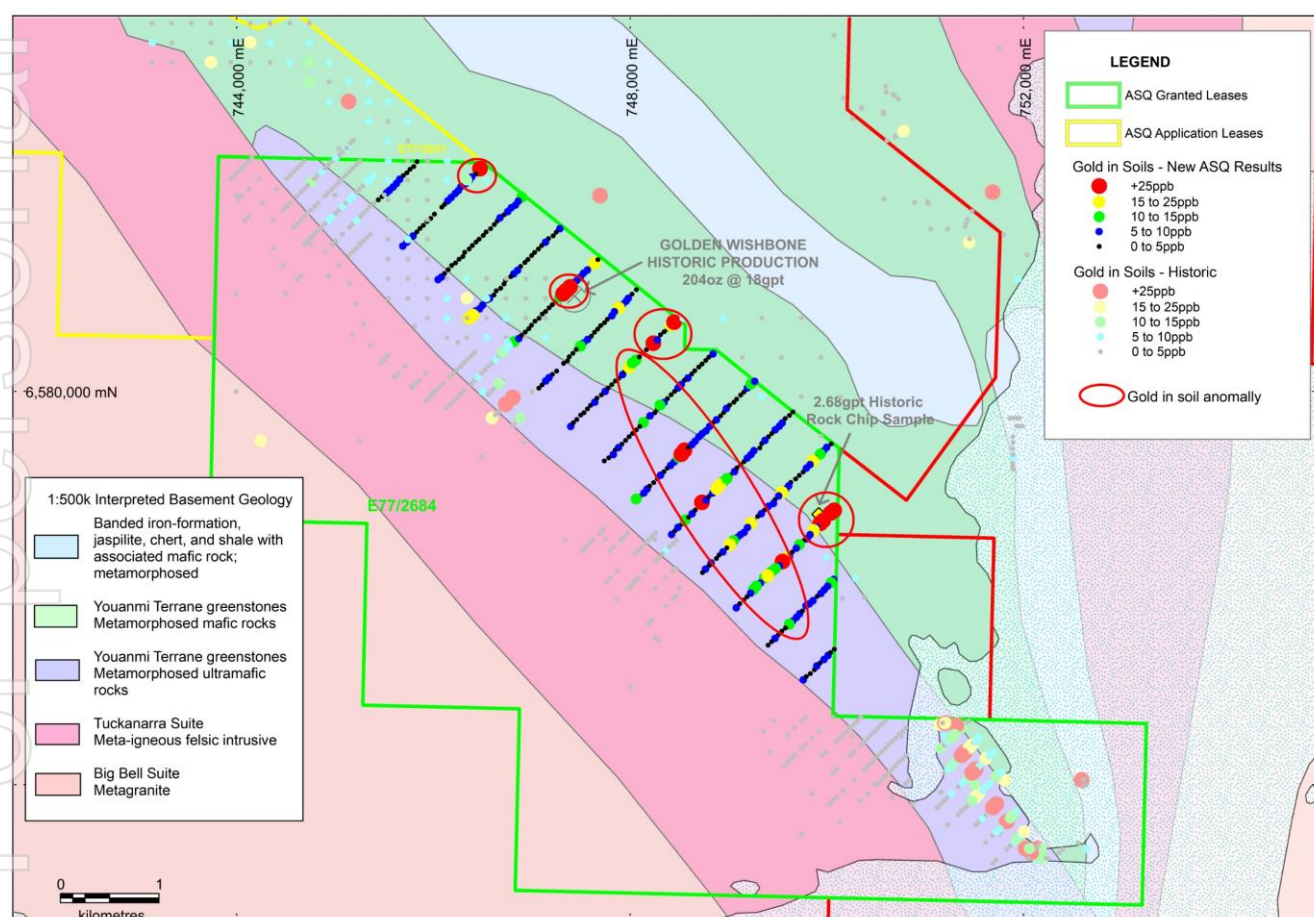 744,000 mE
748,000 mE
752,000 mE
6,580,000 mN
GOLDEN WISHBONE
HISTORIC PRODUCTION
204oz @ 18gpt
2.68gpt Historic
Rock Chip Sample
E77/2684
LEGEND
ASQ Granted Leases
ASQ Application Leases
Gold in Soils - New ASQ Results
+25ppb
15 to 25ppb
10 to 15ppb
5 to 10ppb
0 to 5ppb
Gold in Soils - Historic
+25ppb
15 to 25ppb
10 to 15ppb
5 to 10ppb
0 to 5ppb
Gold in soil anomally
1:500k Interpreted Basement Geology
Banded iron-formation,
jaspilite, chert, and shale with
associated mafic rock;
metamorphosed
Youanmi Terrane greenstones
Metamorphosed mafic rocks
Youanmi Terrane greenstones
Metamorphosed ultramafic
rocks
Tuckanarra Suite
Meta-igneous felsic intrusive
Big Bell Suite
Metagranite
0 1
kilometres